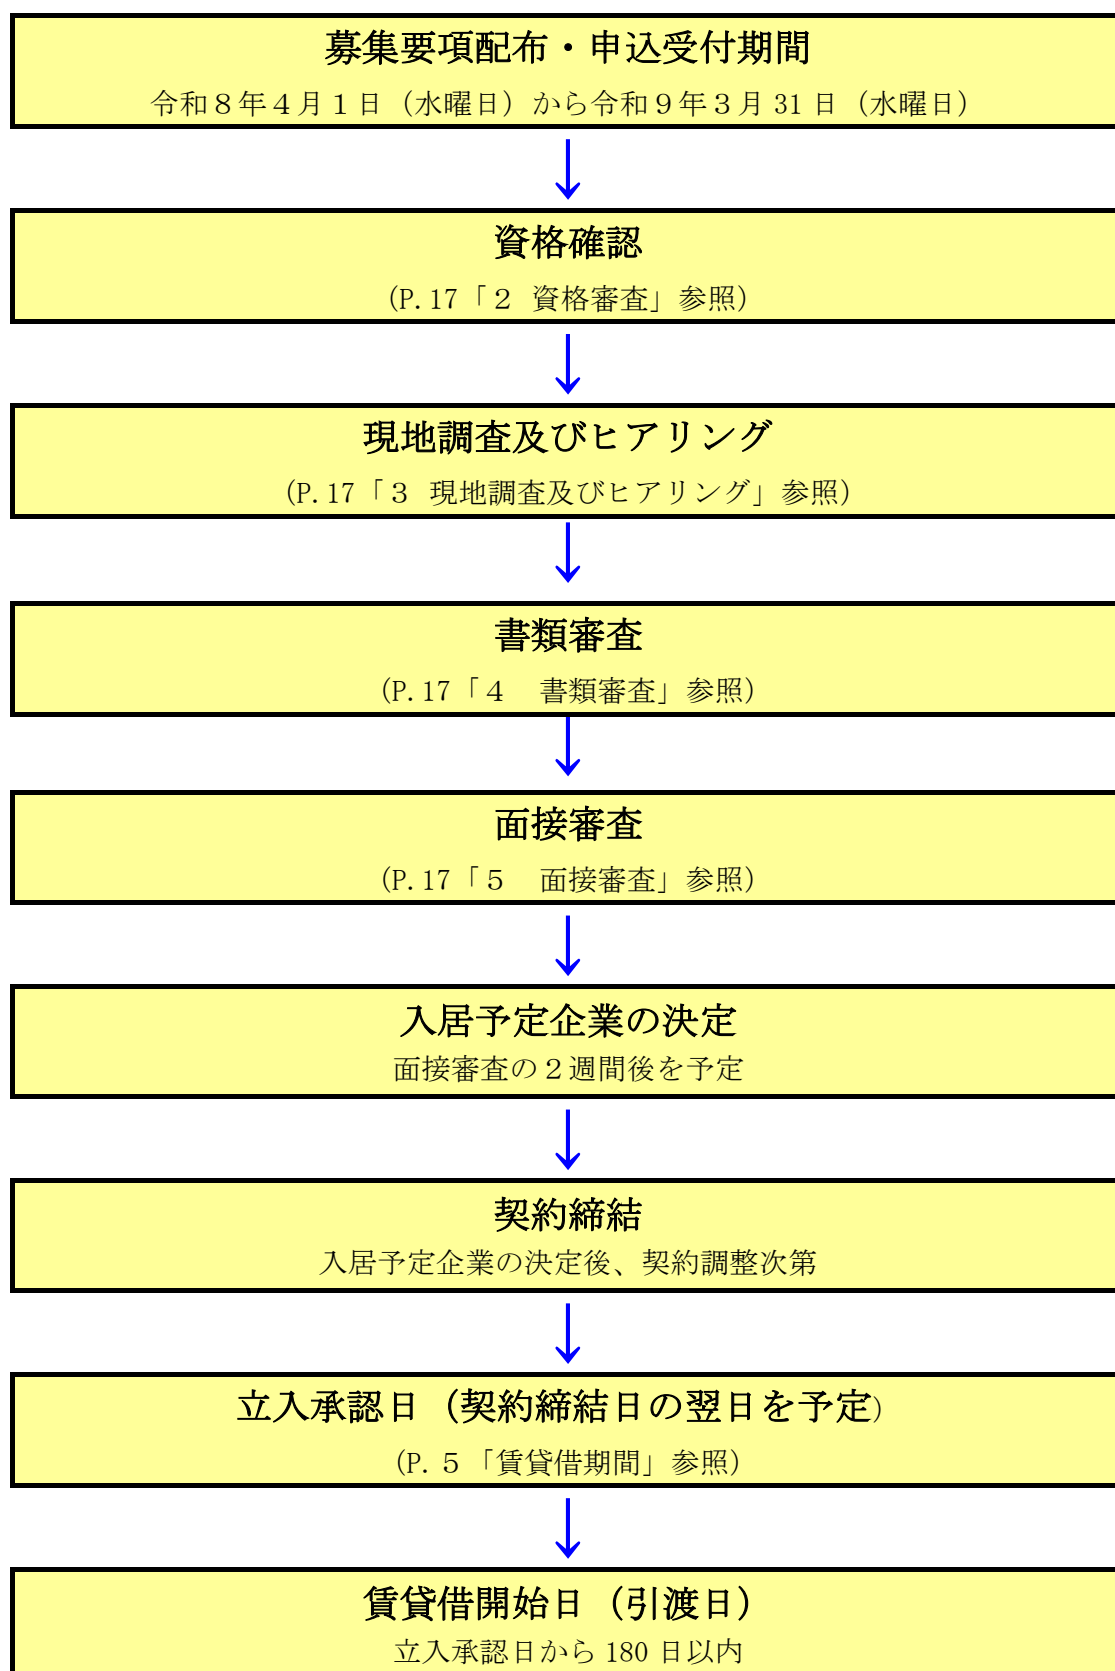 募集要項配布・申込受付期間
令和８年４月１日（水曜日）から令和９年３月 31 日（水曜日）
資格確認
（P.17「２ 資格審査」参照）
現地調査及びヒアリング
（P.17「３ 現地調査及びヒアリング」参照）
書類審査
（P.17「４　書類審査」参照）
面接審査
（P.17「５　面接審査」参照）
入居予定企業の決定
面接審査の２週間後を予定
契約締結
入居予定企業の決定後、契約調整次第
立入承認日（契約締結日の翌日を予定）
（P.５「賃貸借期間」参照）
賃貸借開始日（引渡日）
立入承認日から 180 日以内